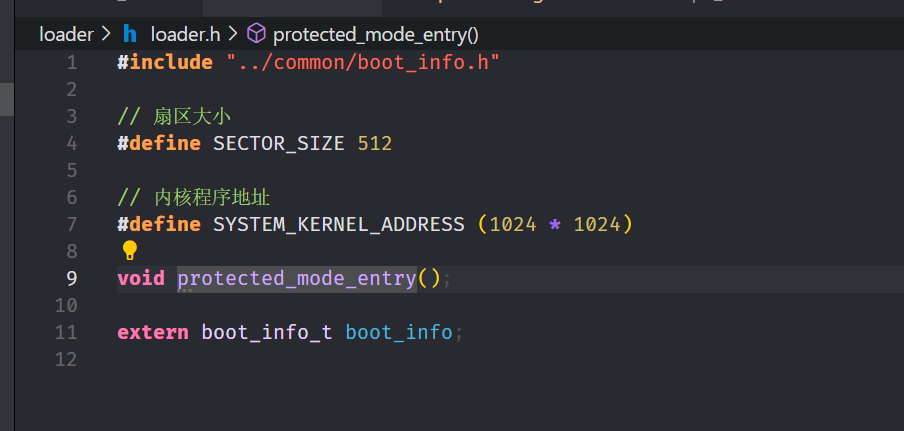 loader > h loader.h > protected_mode_entry()
1 #include "../common/boot_info.h"
2
3 // 扇区大小
4 #define SECTOR_SIZE 512
5
6 // 内核程序地址
7 #define SYSTEM_KERNEL_ADDRESS (1024 * 1024)
8
9 void protected_mode_entry();
10
11 extern boot_info_t boot_info;
12